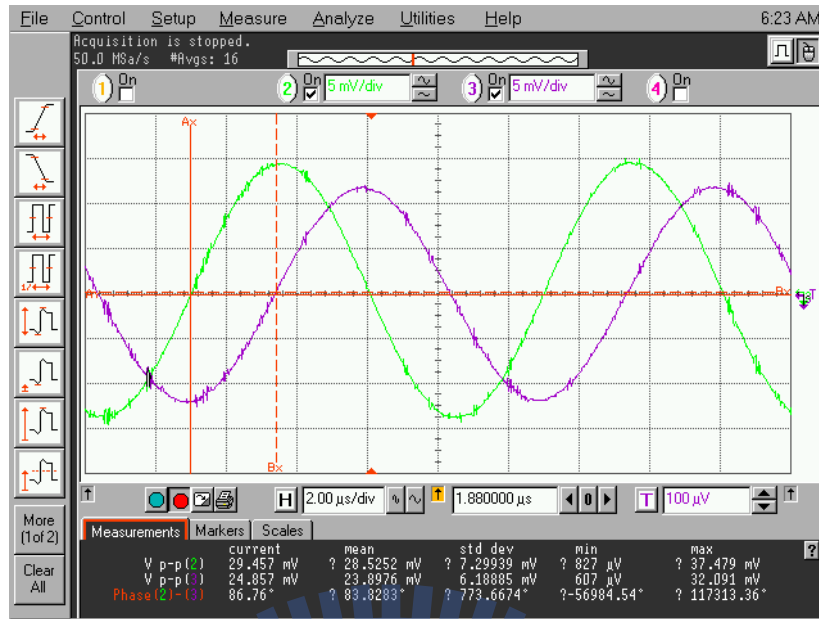 File Control Setup Measure Analyze Utilities Help 6:23 AM
Acquisition is stopped.
50.0 MSa/s #Avgs: 16
1 On 2 On 5 mV/div 3 On 5 mV/div 4 On
Ax
Bx
Bx
T
H 2.00 µs/div 1.880000 µs 0 T 100 µV
More
(1 of 2)
Clear
All
Measurements Markers Scales
current mean std dev min max
?
V p-p(2) 29.457 mV ? 28.5252 mV ? 7.29939 mV ? 827 µV ? 37.479 mV
V p-p(3) 24.857 mV ? 23.8976 mV ? 6.18885 mV 607 µV 32.091 mV
Phase(2)-(3) 86.76° ? 83.8283° ? 773.6674° ?-56984.54° ? 117313.36°